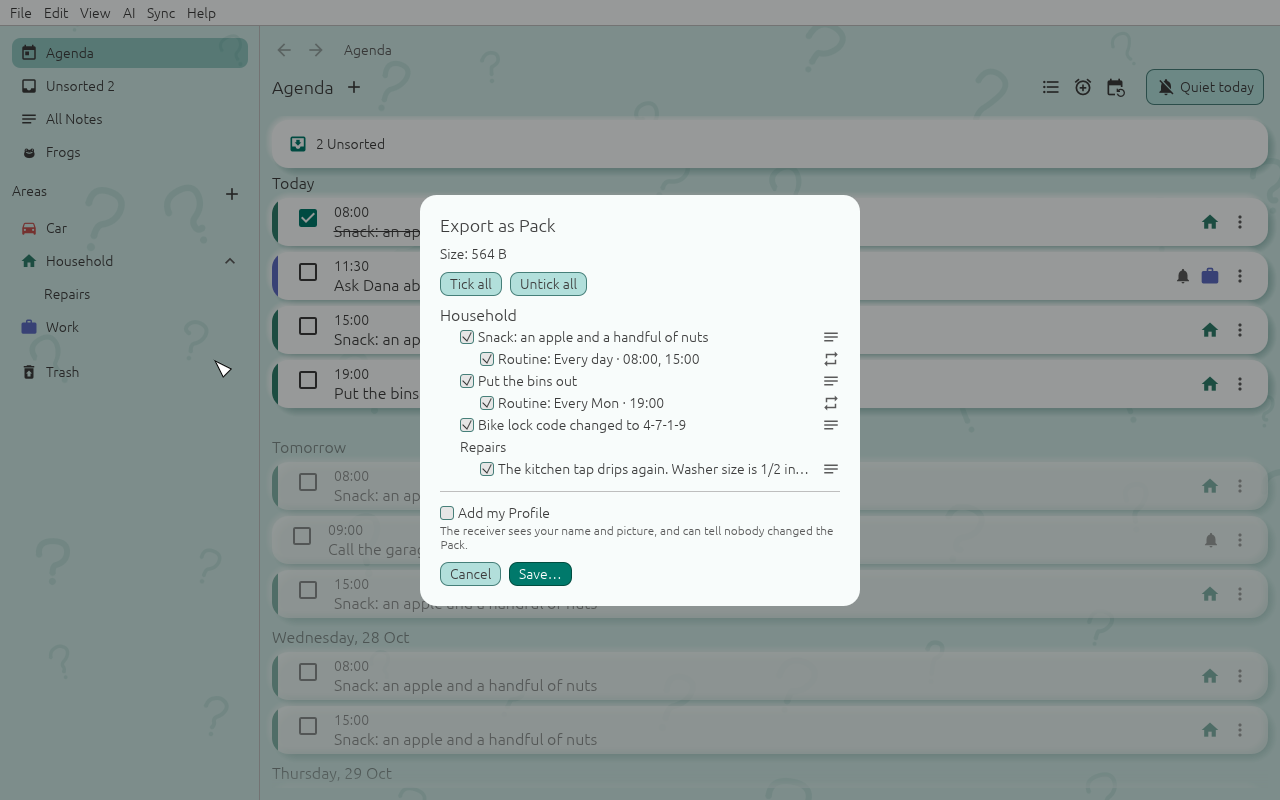 File Edit View AI Sync Help
Agenda
Unsorted 2
All Notes
Frogs
Areas
Car
Household
Repairs
Work
Trash
Agenda
Agenda
Quiet today
2 Unsorted
Today
08:00
Snack: an ap
11:30
Ask Dana ab
15:00
Snack: an ap
19:00
Put the bins
Tomorrow
08:00
Snack: an ap
09:00
Call the garag
15:00
Snack: an apple and a handful of nuts
Wednesday, 28 Oct
08:00
Snack: an apple and a handful of nuts
15:00
Snack: an apple and a handful of nuts
Thursday, 29 Oct
Export as Pack
Size: 564 B
Tick all Untick all
Household
Snack: an apple and a handful of nuts
Routine: Every day · 08:00, 15:00
Put the bins out
Routine: Every Mon · 19:00
Bike lock code changed to 4-7-1-9
Repairs
The kitchen tap drips again. Washer size is 1/2 in…
Add my Profile
The receiver sees your name and picture, and can tell nobody changed the
Pack.
Cancel Save…